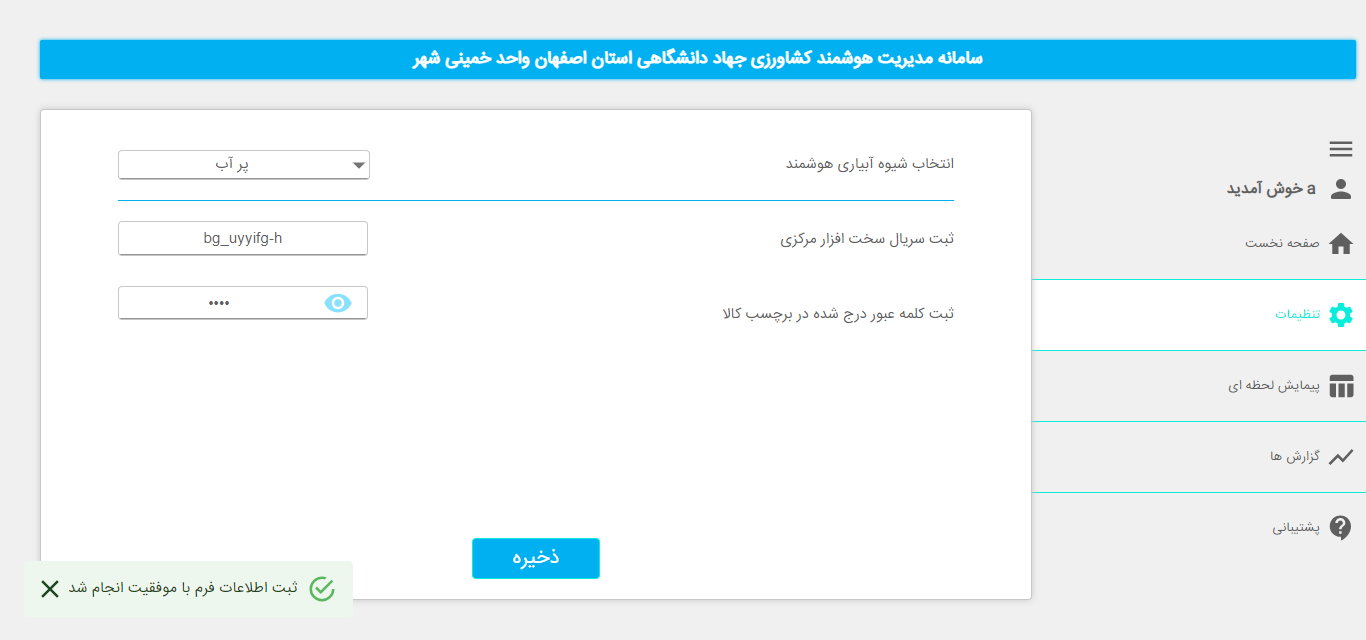 سامانه مدیریت هوشمند کشاورزی جهاد دانشگاهی استان اصفهان واحد خمینی شهر
a خوش آمدید
صفحه نخست
تنظیمات
پیمایش لحظه ای
گزارش ها
پشتیبانی
انتخاب شیوه آبیاری هوشمند
پر آب
ثبت سریال سخت افزار مرکزی
bg_uyyifg-h
ثبت کلمه عبور درج شده در برچسب کالا
••••
ذخیره
ثبت اطلاعات فرم با موفقیت انجام شد